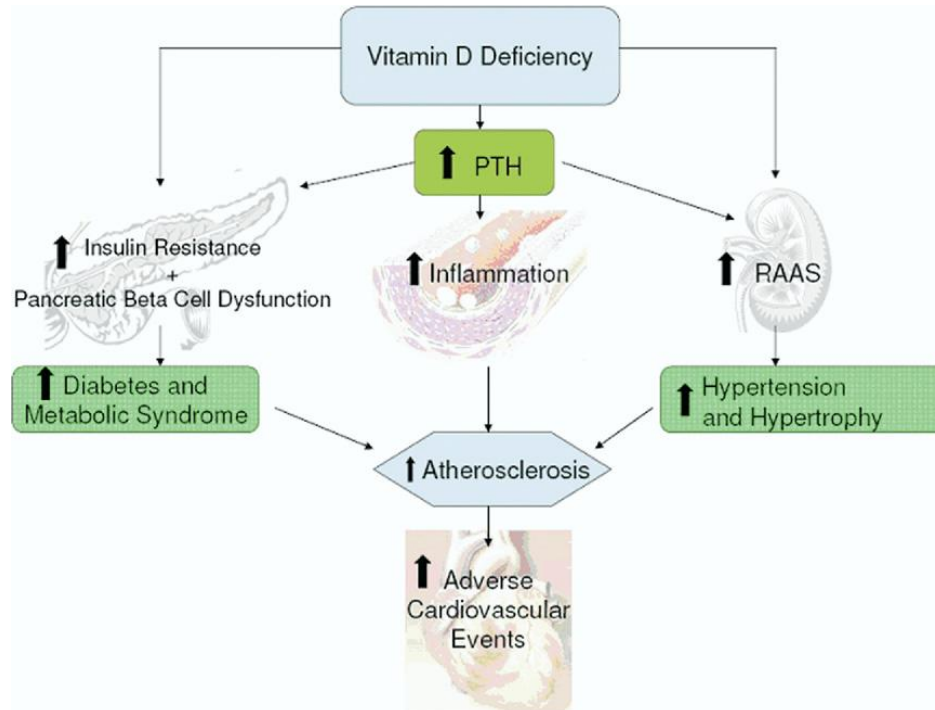 Vitamin D Deficiency
PTH
Insulin Resistance
+
Pancreatic Beta Cell Dysfunction
Inflammation
RAAS
Diabetes and
Metabolic Syndrome
Hypertension
and Hypertrophy
Atherosclerosis
Adverse
Cardiovascular
Events